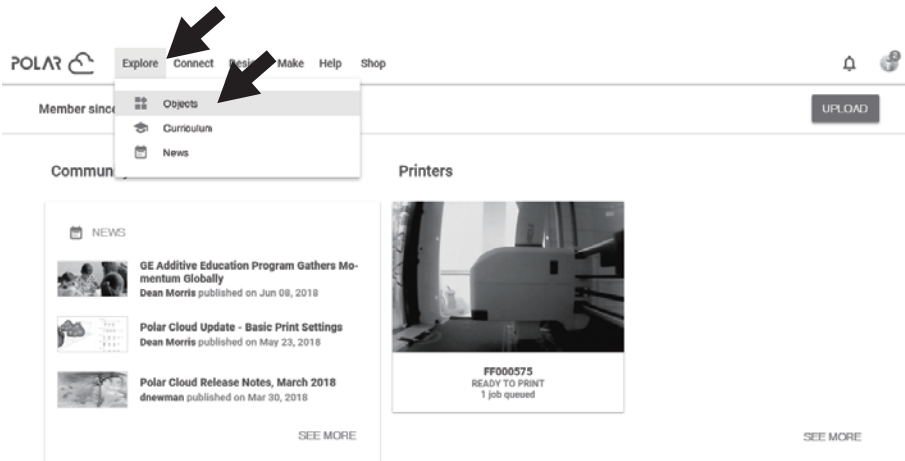 POLAR
Explore Connect Design Make Help Shop
2
Objects
Member since
UPLOAD
Curriculum
News
Commun
Printers
NEWS
GE Additive Education Program Gathers Mo-
mentum Globally
Dean Morris published on Jun 08, 2018
Polar Cloud Update - Basic Print Settings
Dean Morris published on May 23, 2018
Polar Cloud Release Notes, March 2018
dnewman published on Mar 30, 2018
SEE MORE
FF000575
READY TO PRINT
1 job queued
SEE MORE